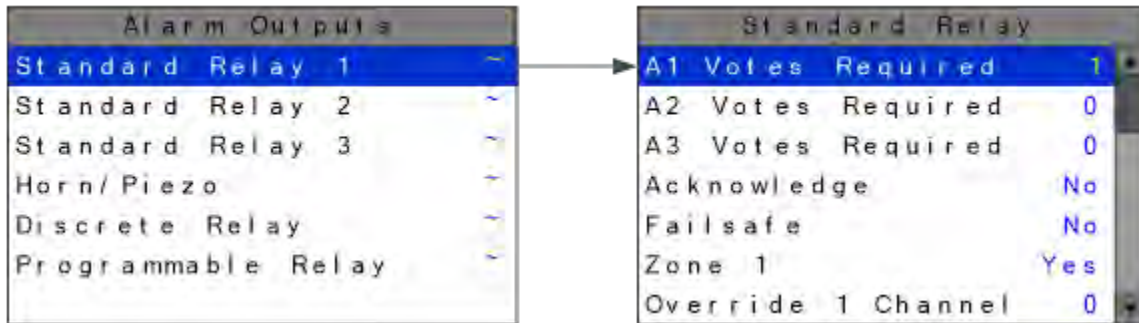 Alarm Outputs
Standard Relay 1 ~
Standard Relay 2 ~
Standard Relay 3 ~
Horn/Piezo ~
Discrete Relay ~
Programmable Relay ~
Standard Relay
A1 Votes Required 1
A2 Votes Required 0
A3 Votes Required 0
Acknowledge No
Failsafe No
Zone 1 Yes
Override 1 Channel 0